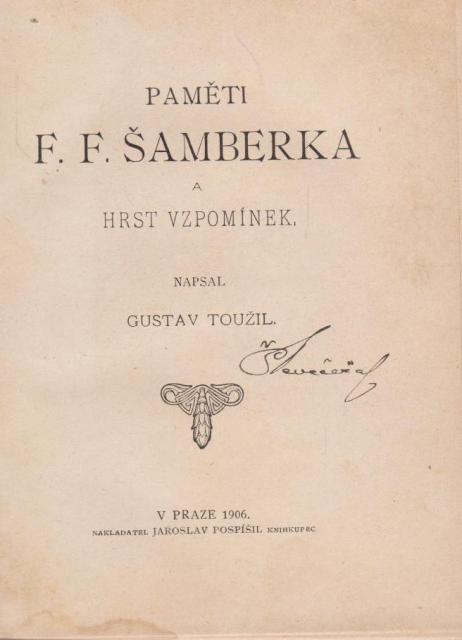 PAMĚTI
F. F. ŠAMBERKA
A
HRST VZPOMÍNEK.
NAPSAL
GUSTAV TOUŽIL.
V PRAZE 1906.
NAKLADATEL JAROSLAV POSPÍŠIL KNIHKUPEC